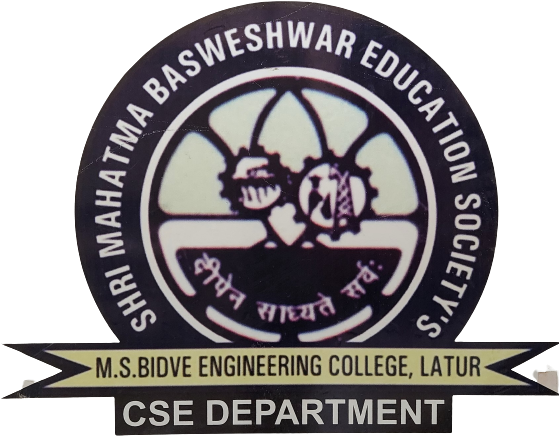 SHRI MAHATMA BASWESHWAR EDUCATION SOCIETY'S
दीपेन साध्यते सर्व:
M.S.BIDVE ENGINEERING COLLEGE, LATUR
CSE DEPARTMENT